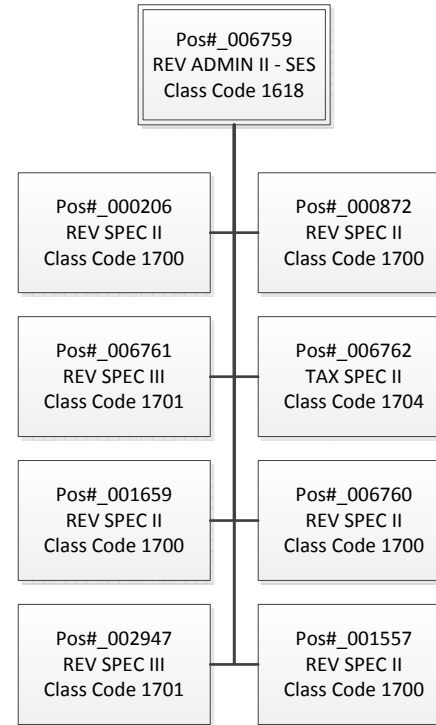 Pos#_006759
REV ADMIN II - SES
Class Code 1618
Pos#_000206
REV SPEC II
Class Code 1700
Pos#_000872
REV SPEC II
Class Code 1700
Pos#_006761
REV SPEC III
Class Code 1701
Pos#_006762
TAX SPEC II
Class Code 1704
Pos#_001659
REV SPEC II
Class Code 1700
Pos#_006760
REV SPEC II
Class Code 1700
Pos#_002947
REV SPEC III
Class Code 1701
Pos#_001557
REV SPEC II
Class Code 1700